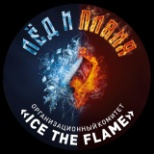 ЛЁД И ПЛАМЯ
ОРГАНИЗАЦИОННЫЙ КОМИТЕТ
«ICE THE FLAME»